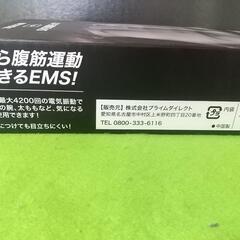 ら腹筋運動
きるEMS!
最大4200回の電気振動で
の腕、太ももなど、気になる
使用できます!
につけても目立ちにくい!
【販売元】株式会社プライムダイレクト
愛知県名古屋市中村区上米野町四丁目20番地
TEL 0800-333-6116
内袋
中国製